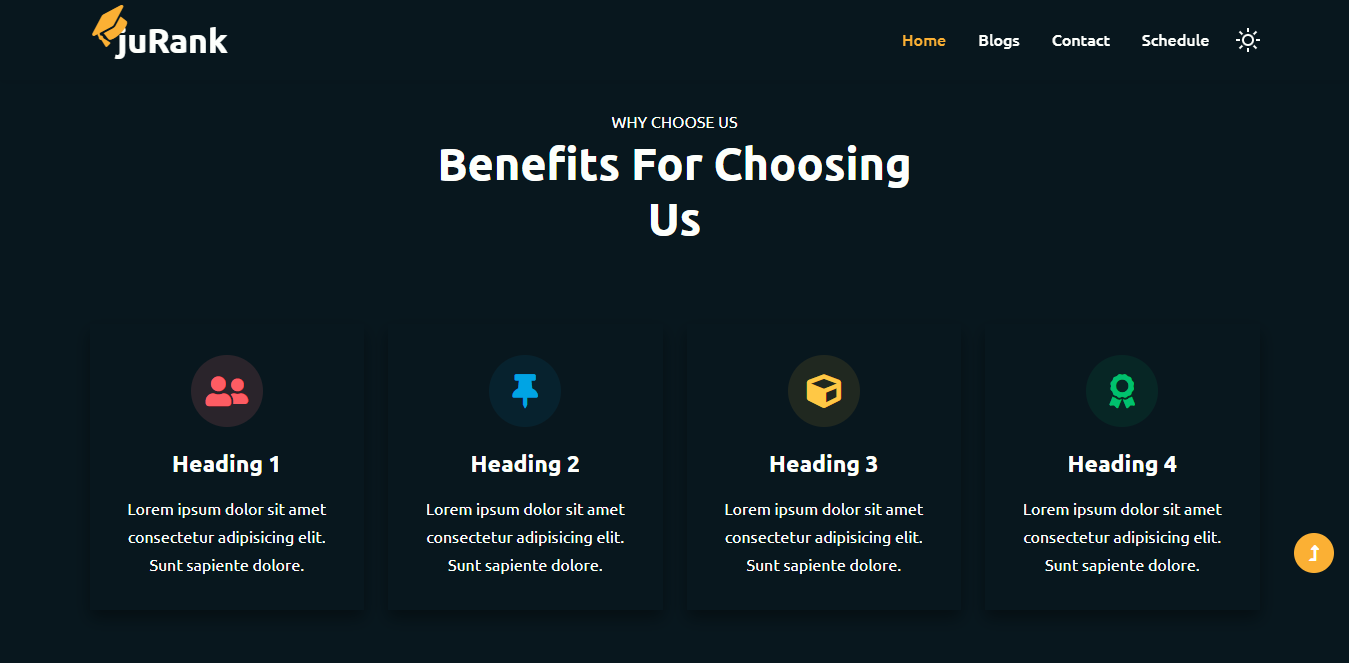 juRank
Home Blogs Contact Schedule
WHY CHOOSE US
Benefits For Choosing
Us
Heading 1
Lorem ipsum dolor sit amet
consectetur adipisicing elit.
Sunt sapiente dolore.
Heading 2
Lorem ipsum dolor sit amet
consectetur adipisicing elit.
Sunt sapiente dolore.
Heading 3
Lorem ipsum dolor sit amet
consectetur adipisicing elit.
Sunt sapiente dolore.
Heading 4
Lorem ipsum dolor sit amet
consectetur adipisicing elit.
Sunt sapiente dolore.